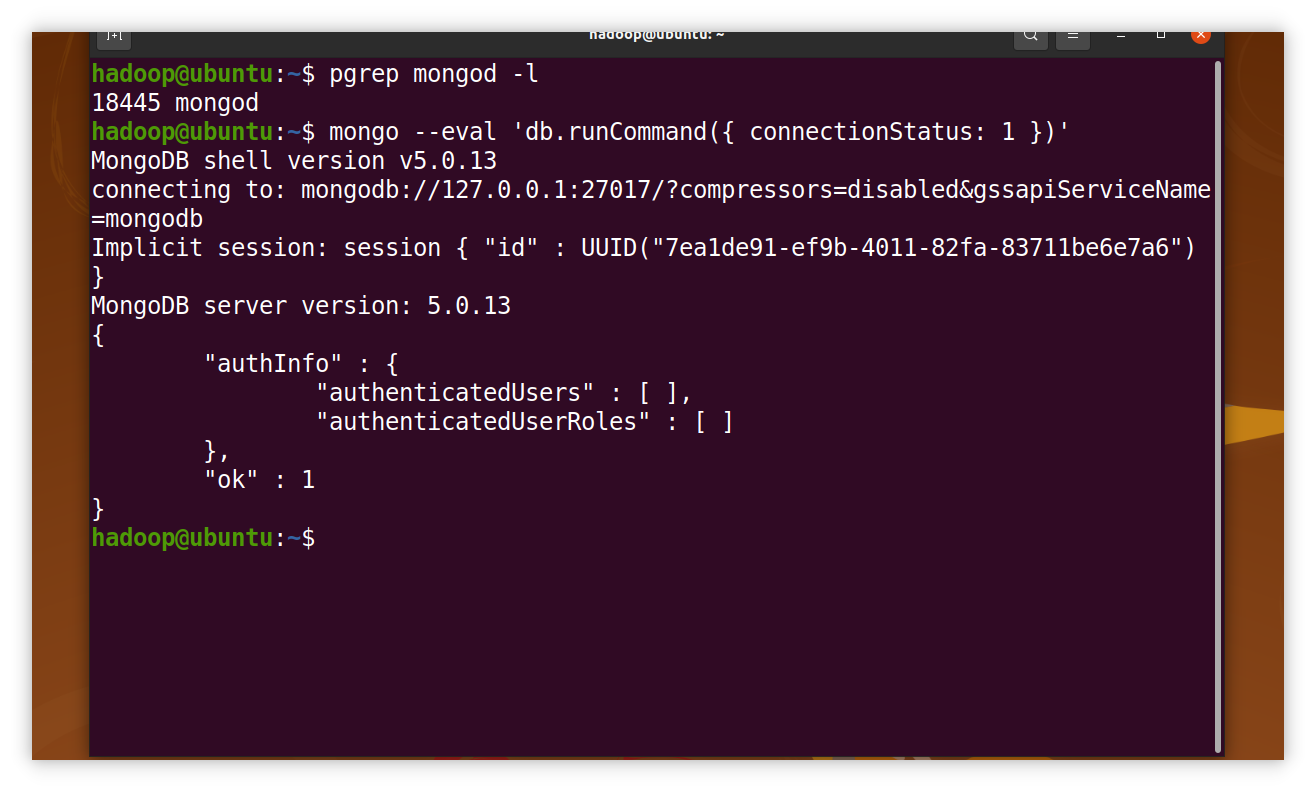 hadoop@ubuntu: ~
hadoop@ubuntu:~$ pgrep mongod -l
18445 mongod
hadoop@ubuntu:~$ mongo --eval 'db.runCommand({ connectionStatus: 1 })'
MongoDB shell version v5.0.13
connecting to: mongodb://127.0.0.1:27017/?compressors=disabled&gssapiServiceName
=mongodb
Implicit session: session { "id" : UUID("7ea1de91-ef9b-4011-82fa-83711be6e7a6")
}
MongoDB server version: 5.0.13
{
        "authInfo" : {
                "authenticatedUsers" : [ ],
                "authenticatedUserRoles" : [ ]
        },
        "ok" : 1
}
hadoop@ubuntu:~$